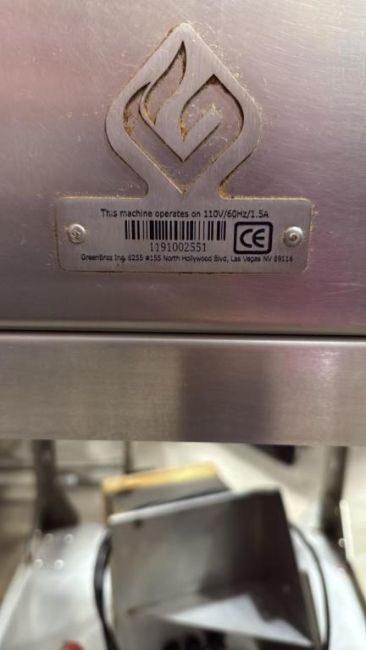 This machine operates on 110V/60Hz/1.5A
1191002551
CE
GreenBroz Inc. 6255 #155 North Hollywood Blvd, Las Vegas NV 89115